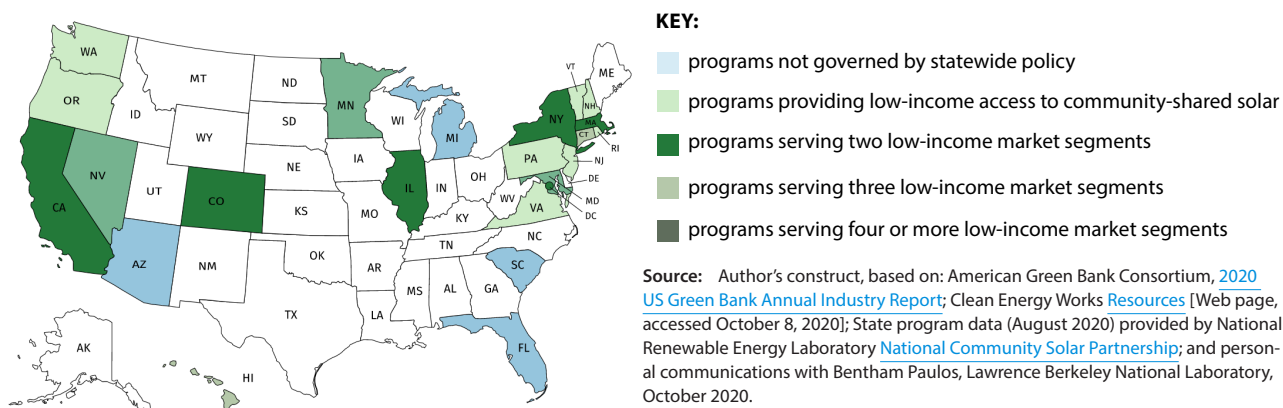 WA
OR
CA
NV
ID
MT
WY
UT
AZ
CO
NM
ND
SD
NE
KS
OK
TX
MN
IA
MO
AR
LA
WI
IL
MI
IN
OH
KY
TN
MS
AL
GA
FL
SC
NC
VA
WV
PA
NY
VT
NH
ME
MA
CT
RI
NJ
DE
MD
DC
AK
HI
KEY:
programs not governed by statewide policy
programs providing low-income access to community-shared solar
programs serving two low-income market segments
programs serving three low-income market segments
programs serving four or more low-income market segments
Source: Author's construct, based on: American Green Bank Consortium, 2020
US Green Bank Annual Industry Report; Clean Energy Works Resources [Web page,
accessed October 8, 2020]; State program data (August 2020) provided by National
Renewable Energy Laboratory National Community Solar Partnership; and person-
al communications with Bentham Paulos, Lawrence Berkeley National Laboratory,
October 2020.